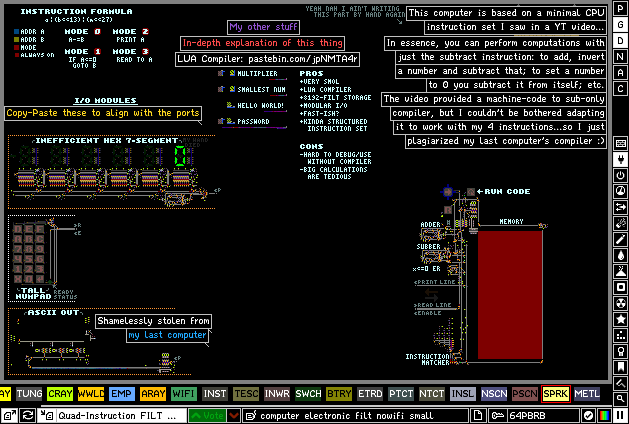 INSTRUCTION FORMULA
a|(b<<13)|(m<<27)
ADDR A
ADDR B
MODE
ALWAYS ON
MODE 0
A-=B
MODE 2
PRINT A
MODE 1
IF A<=0
GOTO B
MODE 3
READ TO A
YEAH NAH I AIN'T WRITING
THIS PART BY HAND AGAIN
My other stuff
In-depth explanation of this thing
LUA Compiler: pastebin.com/jpNMTA4r
This computer is based on a minimal CPU
instruction set I saw in a YT video...
In essence, you can perform computations with
just the subtract instruction: to add, invert
a number and subtract that; to set a number
to 0 you subtract it from itself; etc.
The video provided a machine-code to sub-only
compiler, but I couldn't be bothered adapting
it to work with my 4 instructions...so I just
plagiarized my last computer's compiler :)
MULTIPLIER
SMALLEST NUM
HELLO WORLD!
PASSWORD
PROS
-VERY SMOL
-LUA COMPILER
-8192-FILT STORAGE
-MODULAR I/O
-FAST-ISH?
-KINDA STRUCTURED
INSTRUCTION SET
CONS
-HARD TO DEBUG/USE
WITHOUT COMPILER
-BIG CALCULATIONS
ARE TEDIOUS
I/O MODULES
Copy-Paste these to align with the ports
INEFFICIENT HEX 7-SEGMENT
P
R
E
TALL
NUMPAD
READY
STATUS
ASCII OUT
Shamelessly stolen from
my last computer
P
RUN CODE
MEMORY
ADDER
SUBBER
x<=0 ER
PRINT LINE
READ LINE
ENABLE
INSTRUCTION
MATCHER
P
G
D
N
A
C
AY TUNG CRAY WWLD EMP ARAY WIFI INST TESC INWR SWCH BTRY ETRD PTCT NTCT INSL NSCN PSCN SPRK METL
Quad-Instruction FILT ...
Vote
computer electronic filt nowifi small
64PBRB